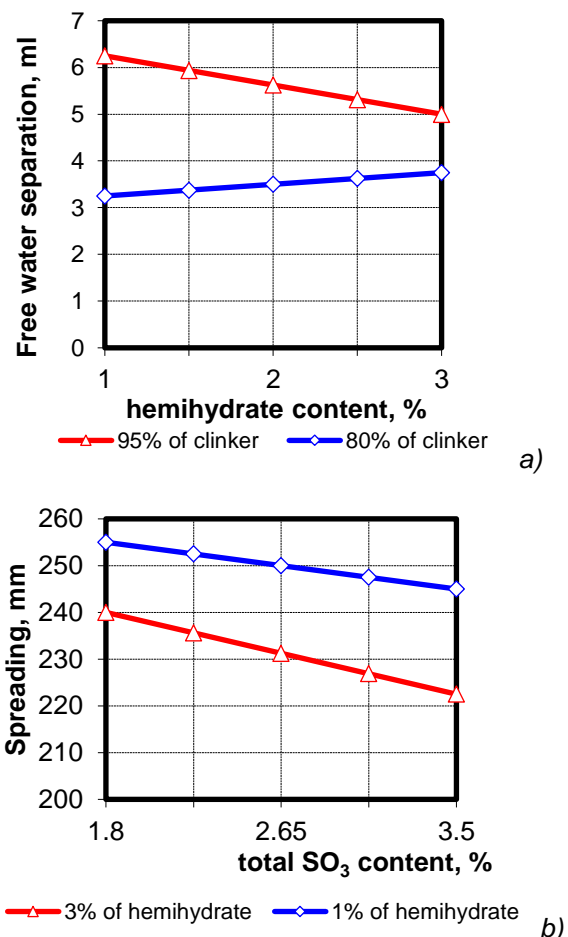 Free water separation, ml
7
6
5
4
3
2
1
0
1
2
3
hemihydrate content, %
95% of clinker
80% of clinker
a)
Spreading, mm
260
250
240
230
220
210
200
1.8
2.65
3.5
total SO₃ content, %
3% of hemihydrate
1% of hemihydrate
b)